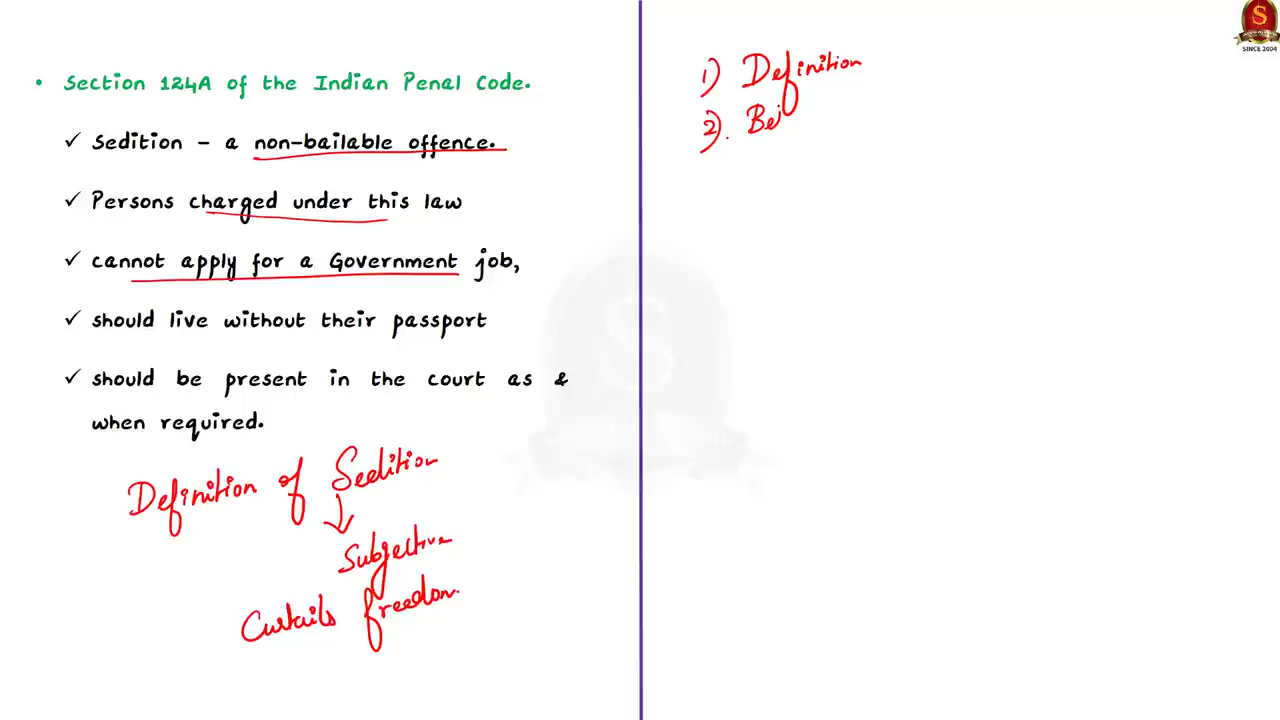 • Section 124A of the Indian Penal Code.
✓ Sedition - a non-bailable offence.
✓ Persons charged under this law
✓ cannot apply for a Government job,
✓ should live without their passport
✓ should be present in the court as &
when required.
Definition of Sedition
↓
Subjective
Curtails freedom.
1) Definition
2). Bei
S
SINCE 2004